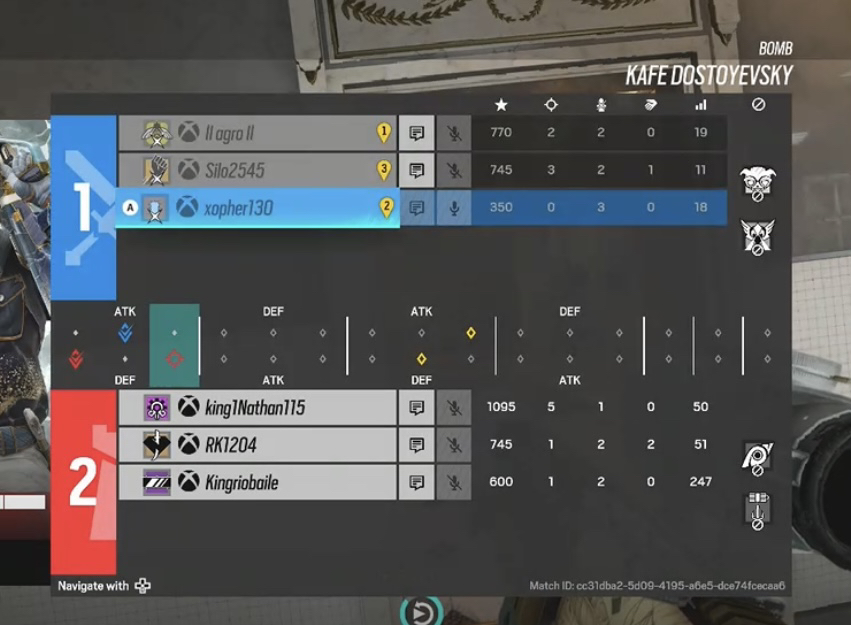 BOMB
KAFE DOSTOYEVSKY
1
ll agro ll 1 770 2 2 0 19
Silo2545 3 745 3 2 1 11
A xopher130 2 350 0 3 0 18
ATK DEF ATK DEF
DEF ATK DEF ATK
2
king1Nathan115 1095 5 1 0 50
RK1204 745 1 2 2 51
Kingriobaile 600 1 2 0 247
Navigate with
Match ID: cc31dba2-5d09-4195-a6e5-dce74fcecaa6